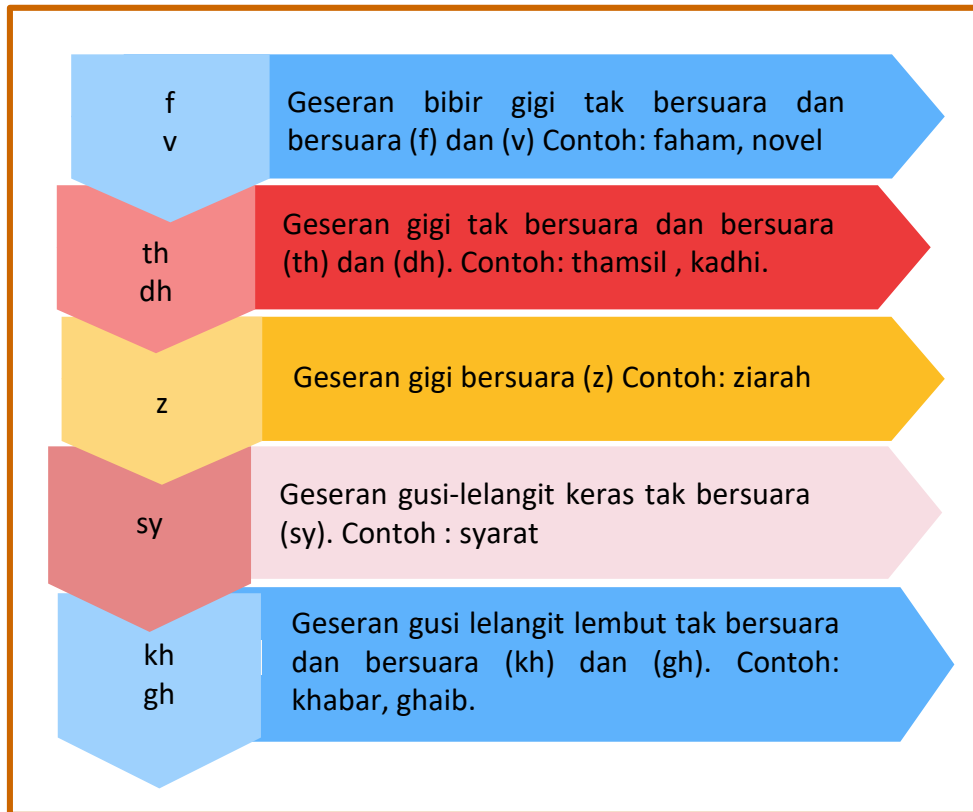 f
v
Geseran bibir gigi tak bersuara dan
bersuara (f) dan (v) Contoh: faham, novel
th
dh
Geseran gigi tak bersuara dan bersuara
(th) dan (dh). Contoh: thamsil , kadhi.
z
Geseran gigi bersuara (z) Contoh: ziarah
sy
Geseran gusi-lelangit keras tak bersuara
(sy). Contoh : syarat
kh
gh
Geseran gusi lelangit lembut tak bersuara
dan bersuara (kh) dan (gh). Contoh:
khabar, ghaib.